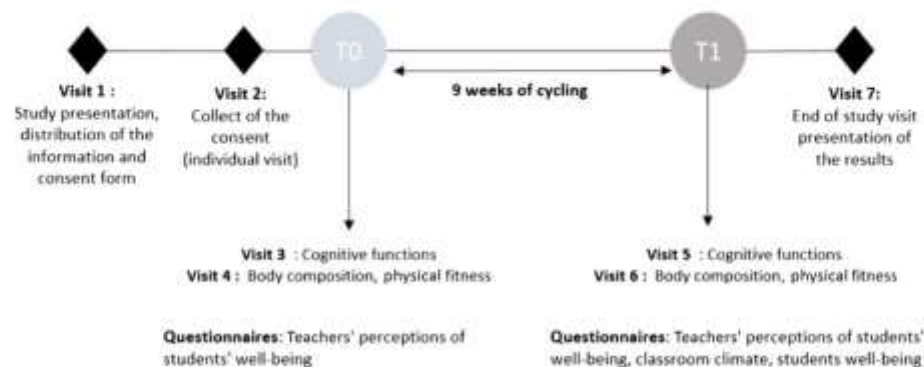 T0
T1
Visit 1 :
Study presentation,
distribution of the
information and
consent form
Visit 2:
Collect of the
consent
(individual visit)
9 weeks of cycling
Visit 7:
End of study visit
presentation of
the results
Visit 3 : Cognitive functions
Visit 4 : Body composition, physical fitness
Visit 5 : Cognitive functions
Visit 6 : Body composition, physical fitness
Questionnaires: Teachers' perceptions of
students' well-being
Questionnaires: Teachers' perceptions of students'
well-being, classroom climate, students well-being